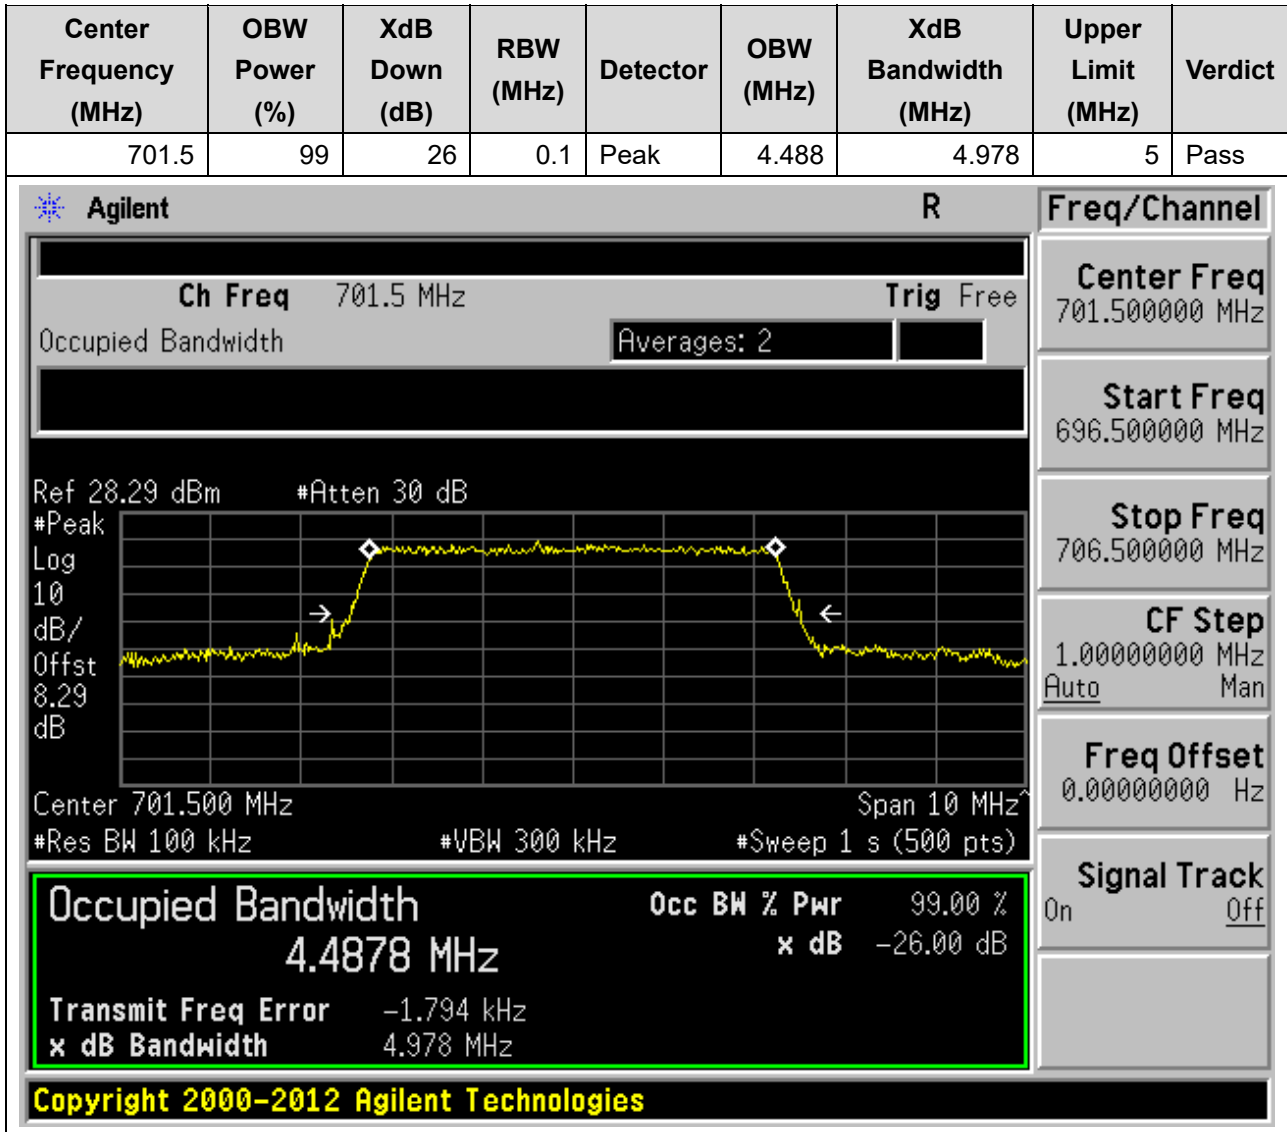 Center Frequency (MHz) OBW Power (%) XdB Down (dB) RBW (MHz) Detector OBW (MHz) XdB Bandwidth (MHz) Upper Limit (MHz) Verdict
701.5 99 26 0.1 Peak 4.488 4.978 5 Pass
Agilent R Freq/Channel
Ch Freq 701.5 MHz Trig Free
Occupied Bandwidth Averages: 2
Center Freq
701.500000 MHz
Start Freq
696.500000 MHz
Stop Freq
706.500000 MHz
CF Step
1.00000000 MHz
Auto Man
Freq Offset
0.00000000 Hz
Signal Track
On Off
Ref 28.29 dBm #Atten 30 dB
#Peak
Log
10
dB/
Offst
8.29
dB
Center 701.500 MHz Span 10 MHz^
#Res BW 100 kHz #VBW 300 kHz #Sweep 1 s (500 pts)
Occupied Bandwidth Occ BW % Pwr 99.00 %
4.4878 MHz x dB -26.00 dB
Transmit Freq Error -1.794 kHz
x dB Bandwidth 4.978 MHz
Copyright 2000-2012 Agilent Technologies